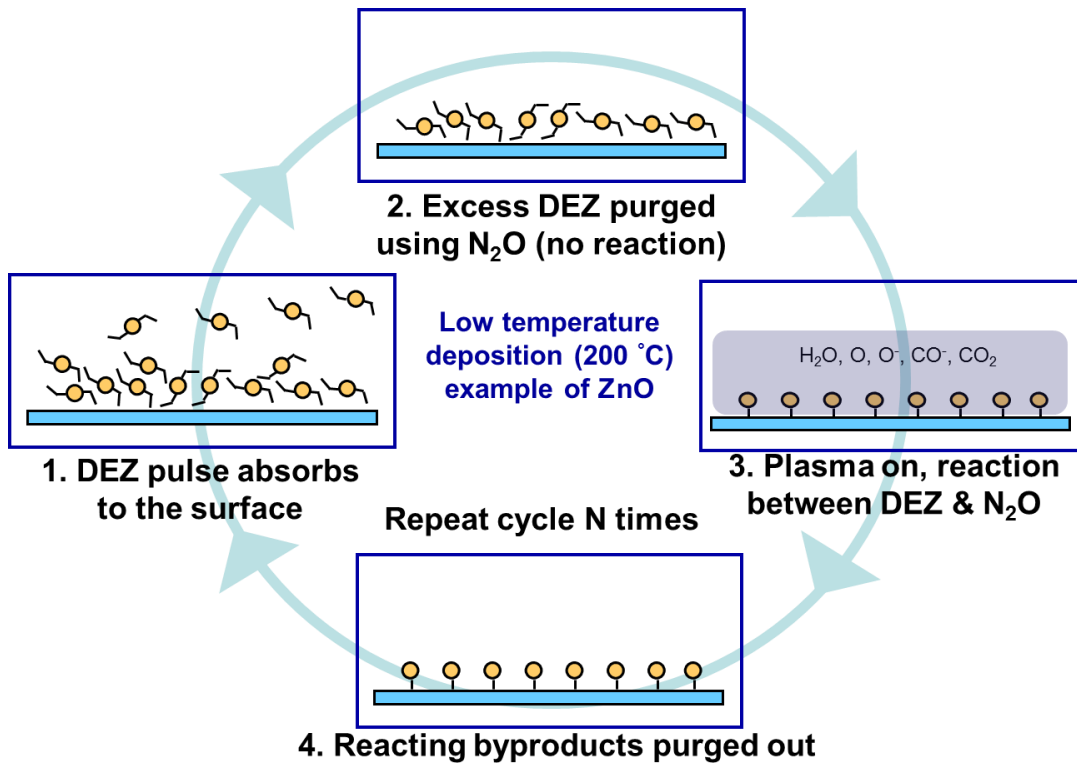 2. Excess DEZ purged
using N₂O (no reaction)
Low temperature
deposition (200 ˚C)
example of ZnO
H₂O, O, O⁻, CO⁻, CO₂
1. DEZ pulse absorbs
to the surface
3. Plasma on, reaction
between DEZ & N₂O
Repeat cycle N times
4. Reacting byproducts purged out